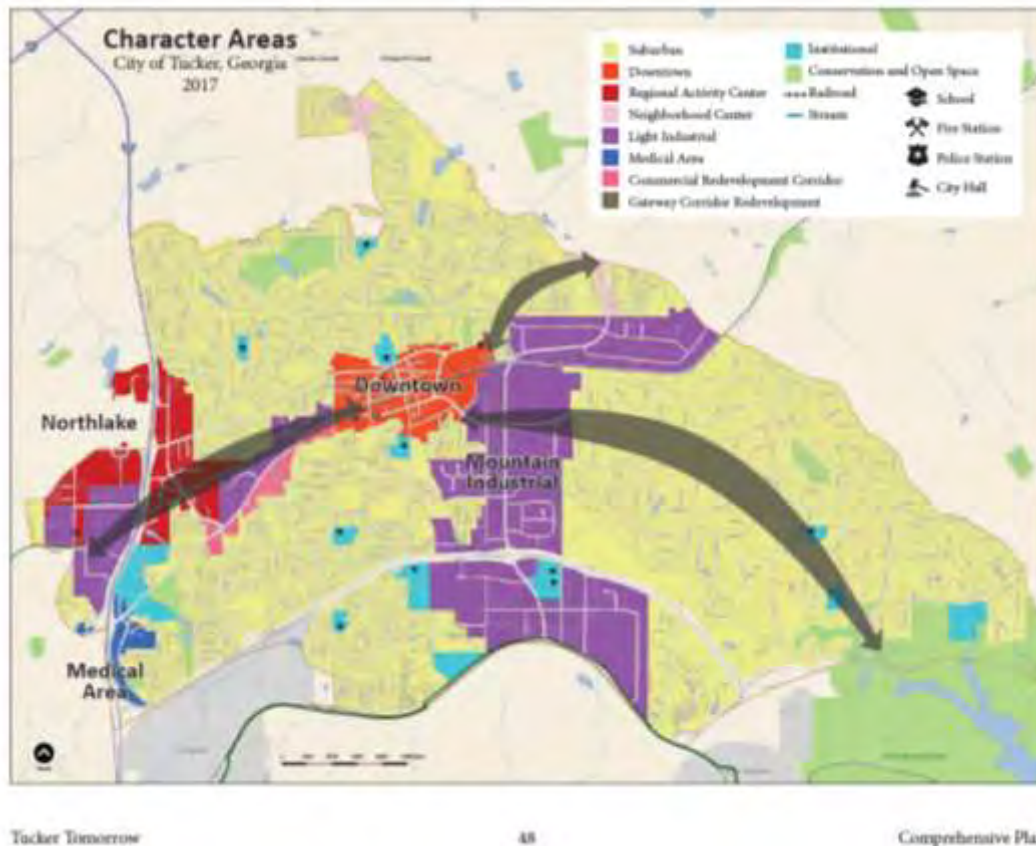 Character Areas
City of Tucker, Georgia
2017
Suburban
Downtown
Regional Activity Center
Neighborhood Center
Light Industrial
Medical Area
Commercial Redevelopment Corridor
Gateway Corridor Redevelopment
Institutional
Conservation and Open Space
Railroad
Stream
School
Fire Station
Police Station
City Hall
Downtown
Northlake
Mountain
Industrial
Medical
Area
Tucker Tomorrow
48
Comprehensive Pla